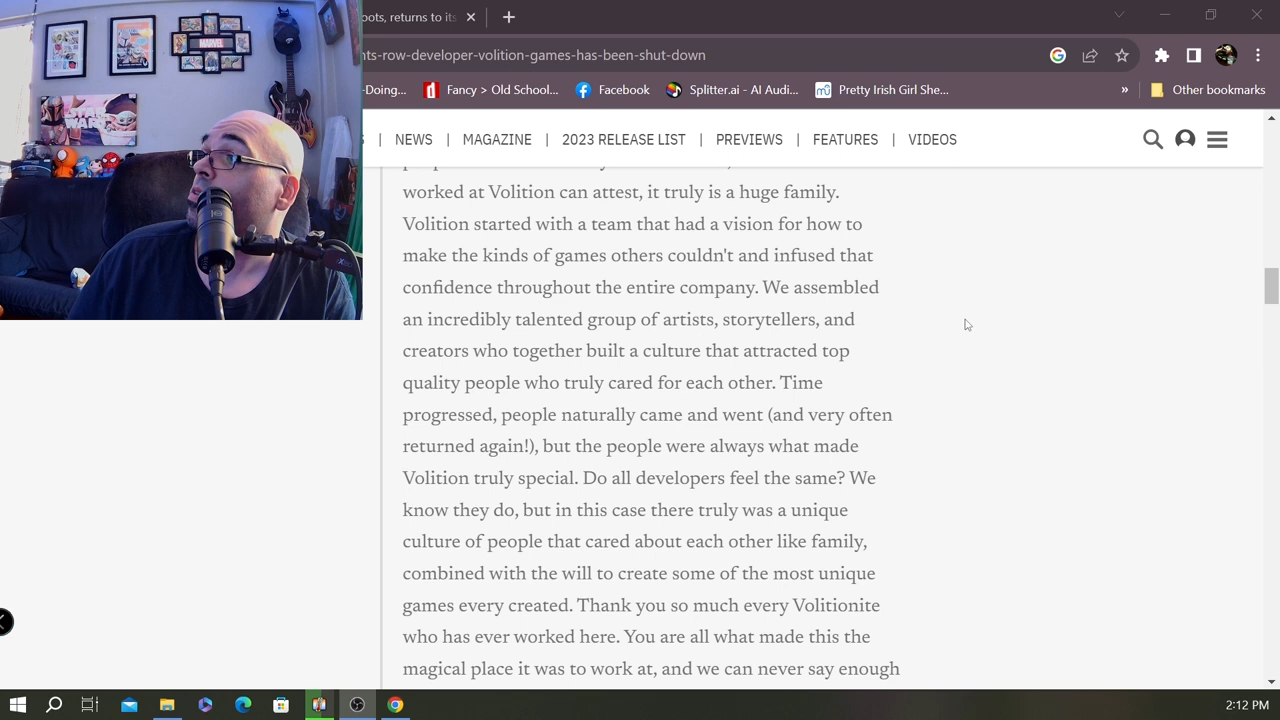 oots, returns to its
nts-row-developer-volition-games-has-been-shut-down
-Doing...
Fancy > Old School...
Facebook
Splitter.ai - AI Audi...
Pretty Irish Girl She...
»
Other bookmarks
| NEWS | MAGAZINE | 2023 RELEASE LIST | PREVIEWS | FEATURES | VIDEOS
MARVEL
STAR
WARS
worked at Volition can attest, it truly is a huge family.
Volition started with a team that had a vision for how to
make the kinds of games others couldn't and infused that
confidence throughout the entire company. We assembled
an incredibly talented group of artists, storytellers, and
creators who together built a culture that attracted top
quality people who truly cared for each other. Time
progressed, people naturally came and went (and very often
returned again!), but the people were always what made
Volition truly special. Do all developers feel the same? We
know they do, but in this case there truly was a unique
culture of people that cared about each other like family,
combined with the will to create some of the most unique
games every created. Thank you so much every Volitionite
who has ever worked here. You are all what made this the
magical place it was to work at, and we can never say enough
2:12 PM